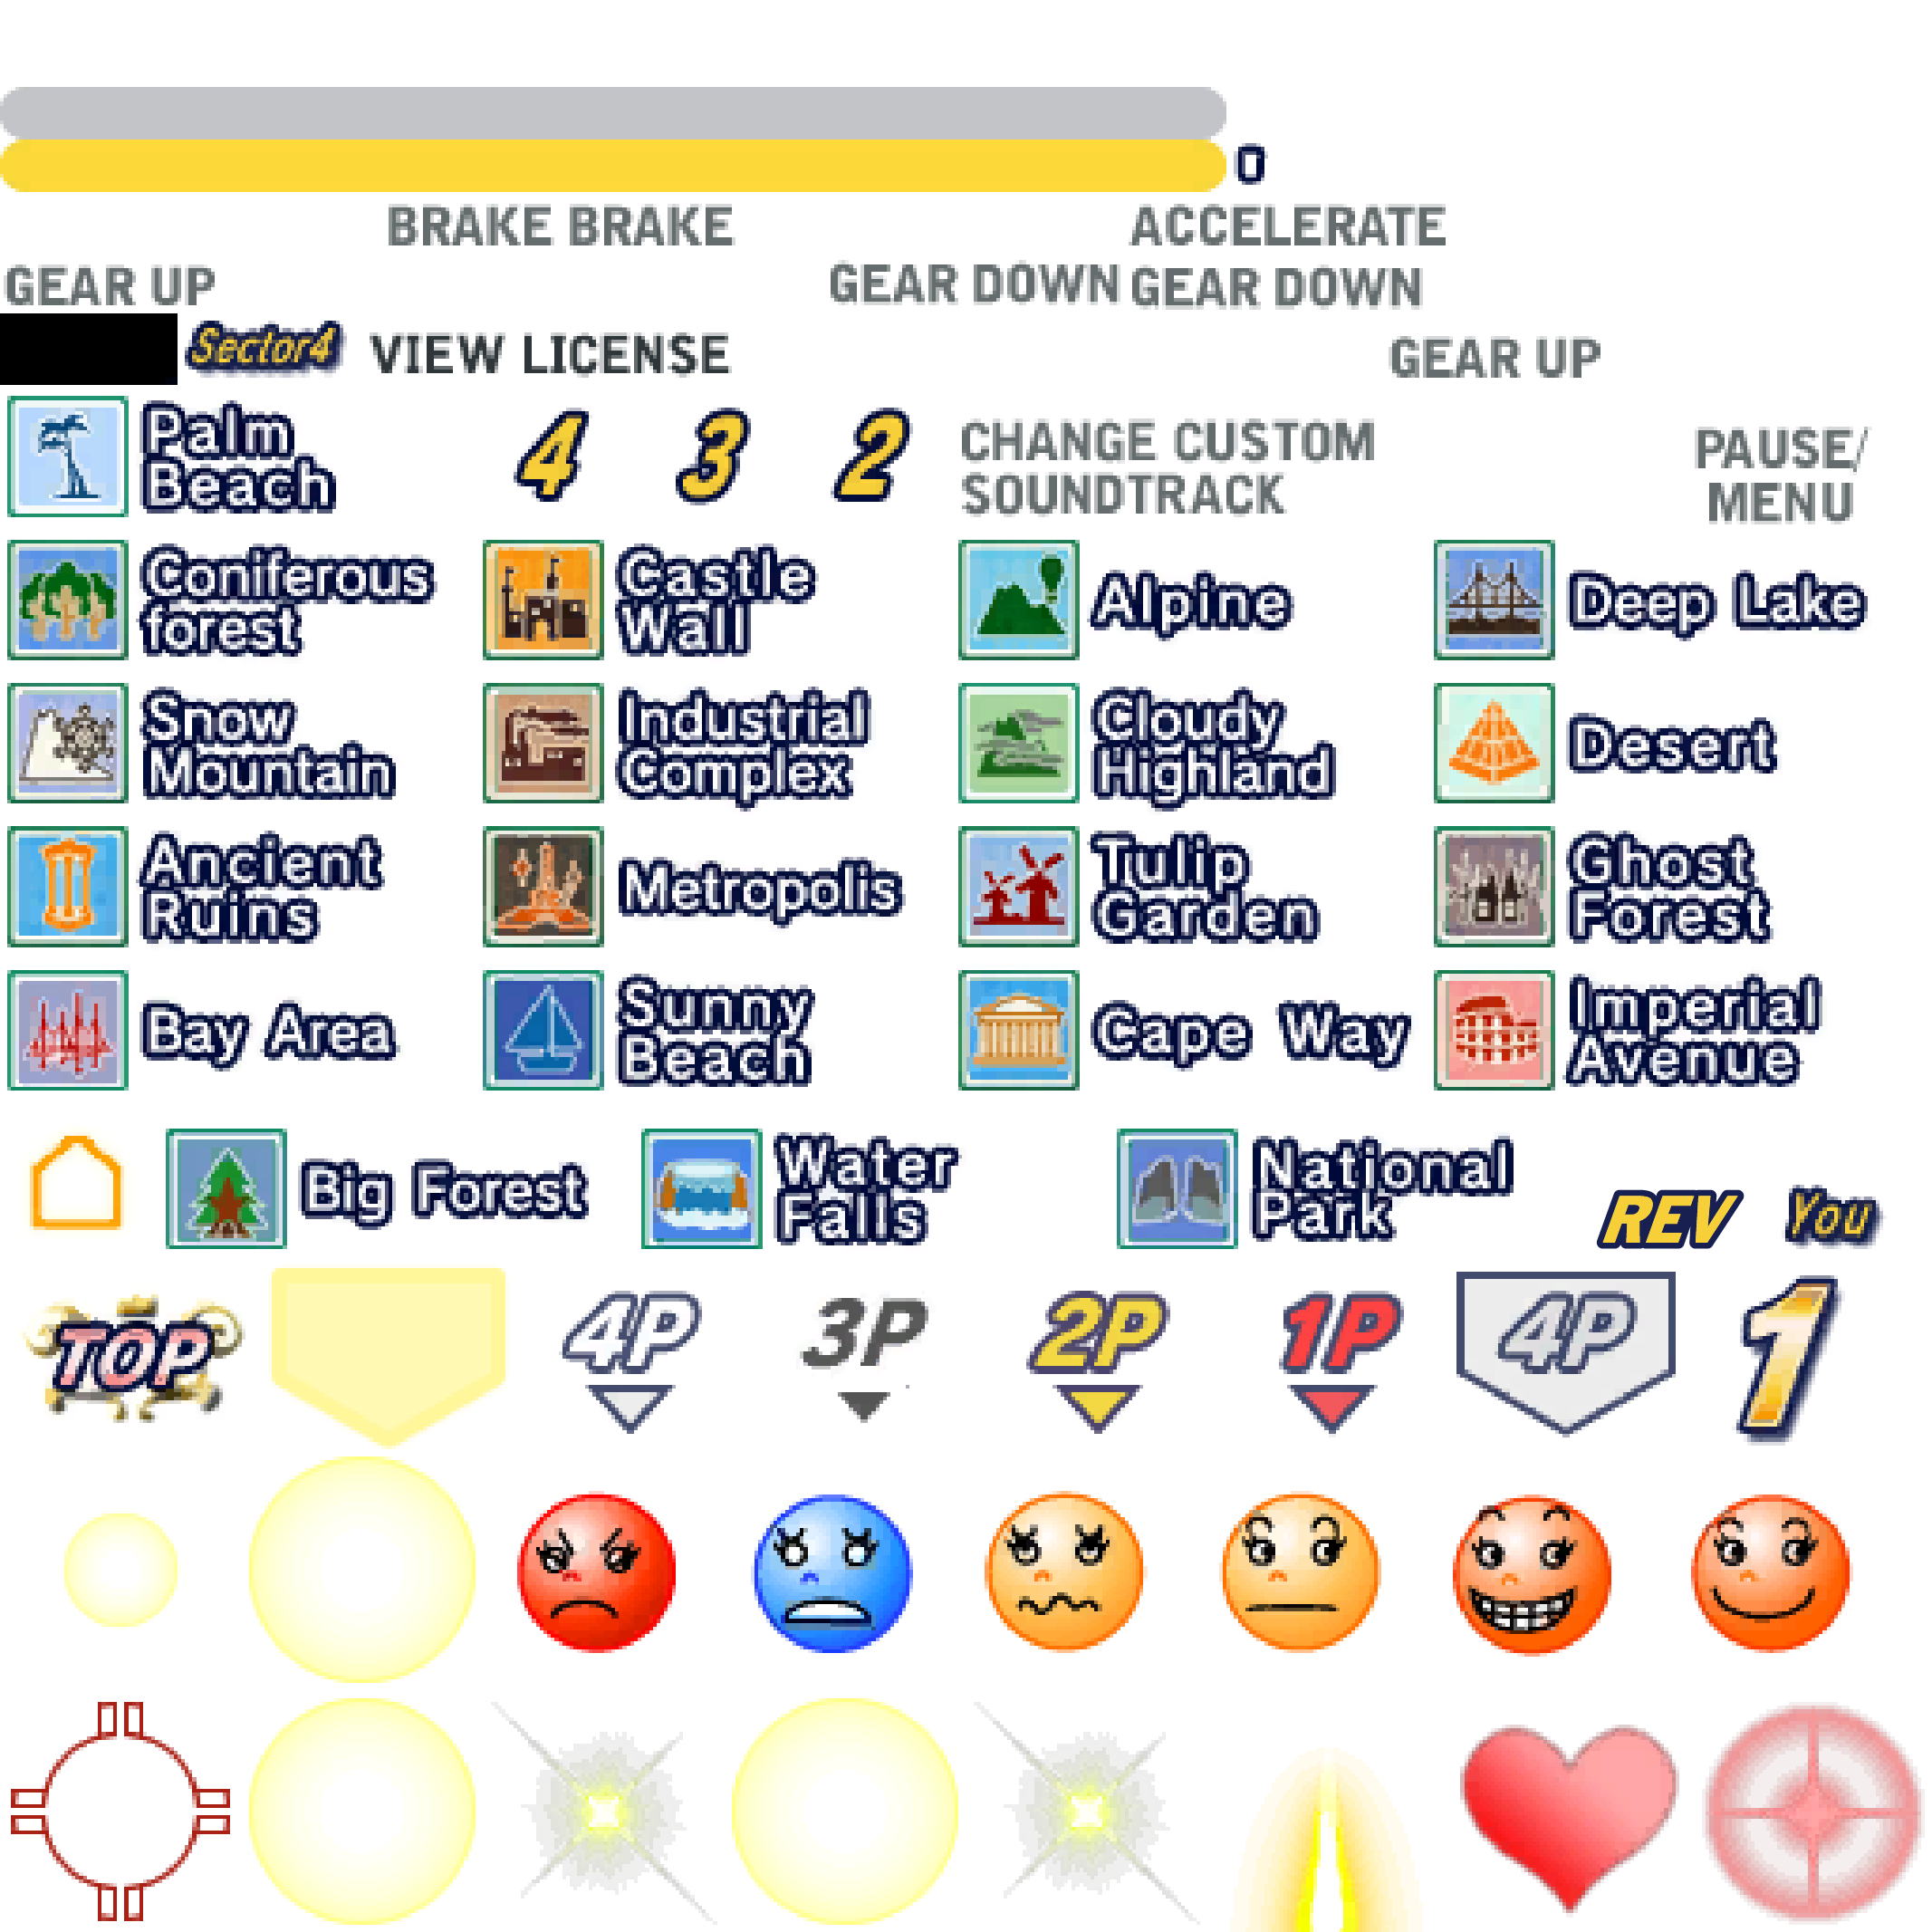 0
BRAKE BRAKE ACCELERATE
GEAR UP GEAR DOWN GEAR DOWN
Sector4 VIEW LICENSE GEAR UP
Palm
Beach
4 3 2
CHANGE CUSTOM
SOUNDTRACK
PAUSE/
MENU
Coniferous
forest
Castle
Wall
Alpine
Deep Lake
Snow
Mountain
Industrial
Complex
Cloudy
Highland
Desert
Ancient
Ruins
Metropolis
Tulip
Garden
Ghost
Forest
Bay Area
Sunny
Beach
Cape Way
Imperial
Avenue
Big Forest
Water
Falls
National
Park
REV You
TOP 4P 3P 2P 1P 4P 1